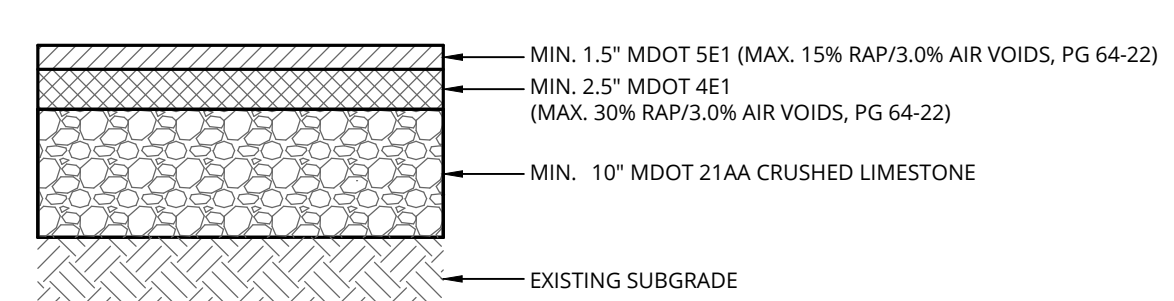 MIN. 1.5" MDOT 5E1 (MAX. 15% RAP/3.0% AIR VOIDS, PG 64-22)
MIN. 2.5" MDOT 4E1
(MAX. 30% RAP/3.0% AIR VOIDS, PG 64-22)
MIN. 10" MDOT 21AA CRUSHED LIMESTONE
EXISTING SUBGRADE